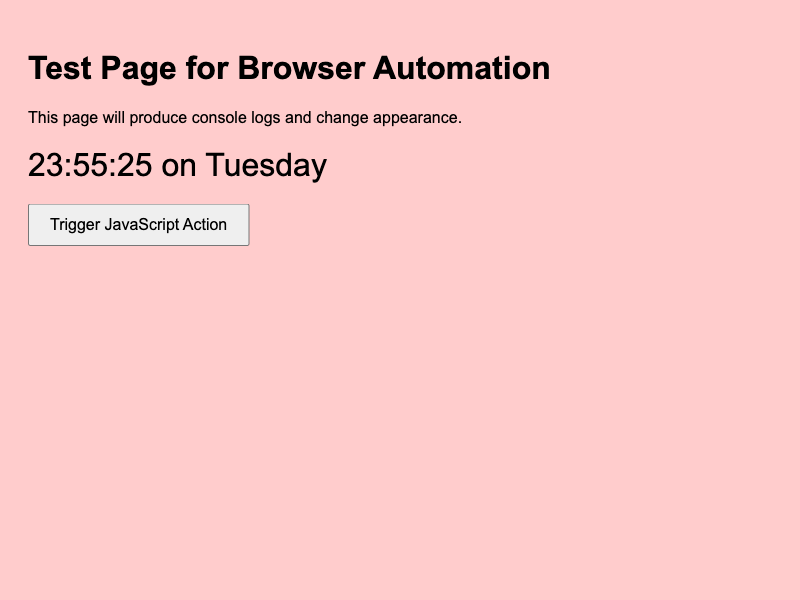 Test Page for Browser Automation
This page will produce console logs and change appearance.
23:55:25 on Tuesday
Trigger JavaScript Action